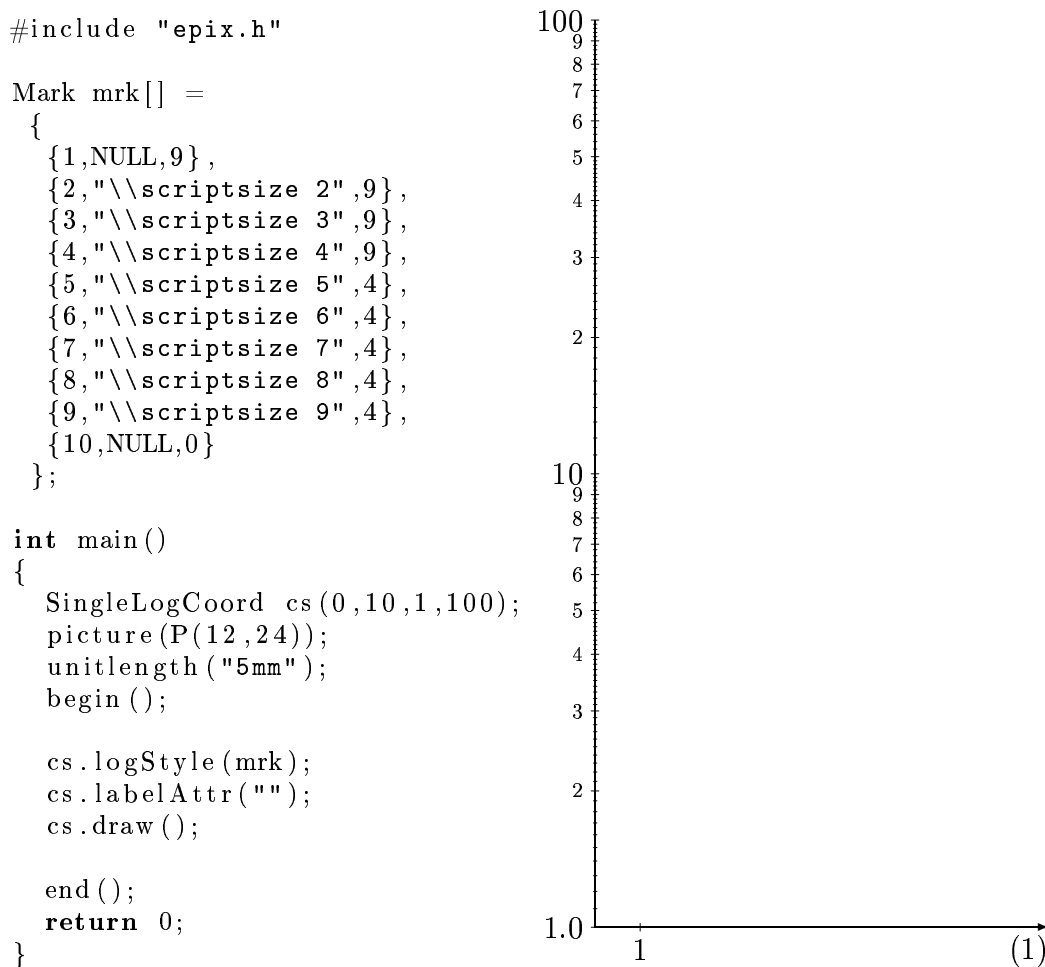 #include "epix.h"
Mark mrk[] =
{
{1,NULL,9},
{2,"\\scriptsize 2",9},
{3,"\\scriptsize 3",9},
{4,"\\scriptsize 4",9},
{5,"\\scriptsize 5",4},
{6,"\\scriptsize 6",4},
{7,"\\scriptsize 7",4},
{8,"\\scriptsize 8",4},
{9,"\\scriptsize 9",4},
{10,NULL,0}
};
int main()
{
SingleLogCoord cs(0,10,1,100);
picture(P(12,24));
unitlength("5mm");
begin();
cs.logStyle(mrk);
cs.labelAttr("");
cs.draw();
end();
return 0;
}
100
9
8
7
6
5
4
3
2
10
9
8
7
6
5
4
3
2
1.0
1 (1)